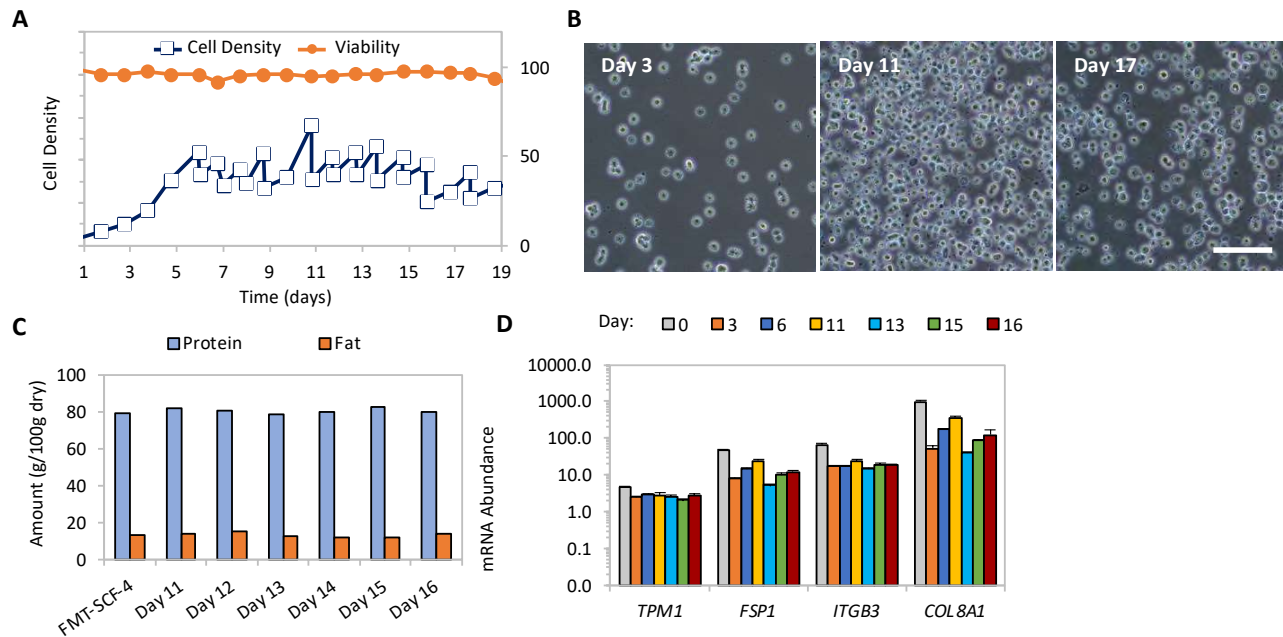 A
Cell Density
Viability
Cell Density
100
50
0
1 3 5 7 9 11 13 15 17 19
Time (days)
B
Day 3
Day 11
Day 17
C
Protein
Fat
Amount (g/100g dry)
100
80
60
40
20
0
FMT-SCF-4
Day 11
Day 12
Day 13
Day 14
Day 15
Day 16
D
Day: 0 3 6 11 13 15 16
mRNA Abundance
10000.0
1000.0
100.0
10.0
1.0
0.1
0.0
TPM1 FSP1 ITGB3 COL8A1